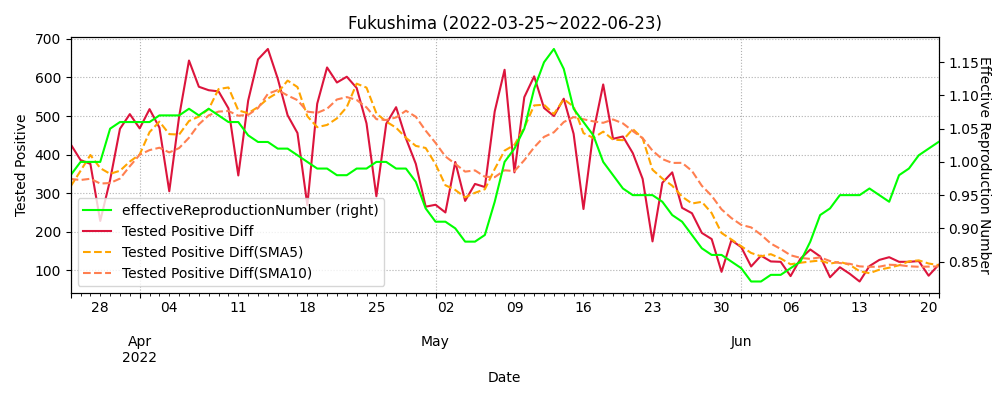 Fukushima (2022-03-25~2022-06-23)
Tested Positive
700
600
500
400
300
200
100
1.15
1.10
1.05
1.00
0.95
0.90
0.85
Effective Reproduction Number
effectiveReproductionNumber (right)
Tested Positive Diff
Tested Positive Diff(SMA5)
Tested Positive Diff(SMA10)
28 04 11 18 25 02 09 16 23 30 06 13 20
Apr May Jun
2022
Date